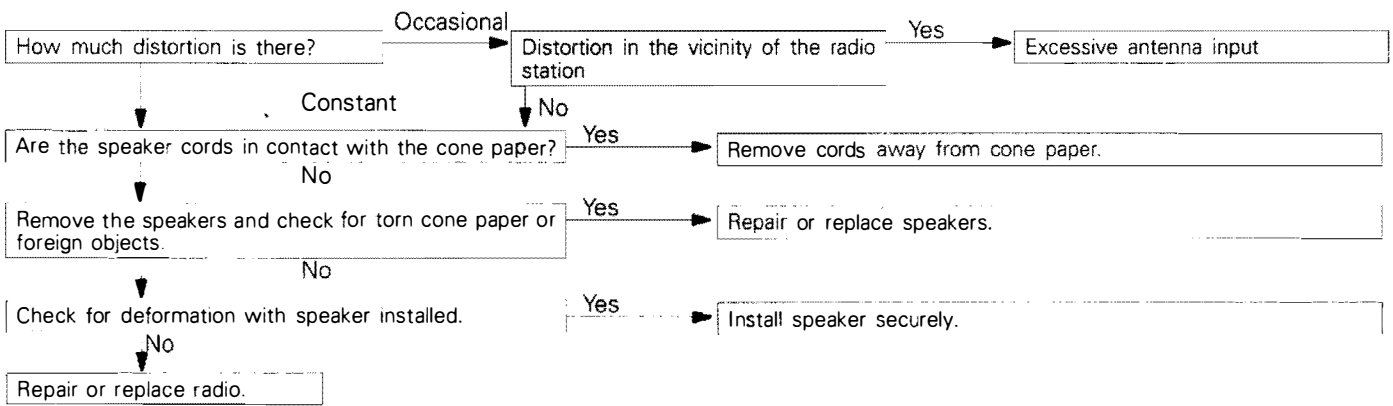 Occasional
How much distortion is there?
Distortion in the vicinity of the radio
station
Yes
Excessive antenna input
Constant
No
Are the speaker cords in contact with the cone paper?
Yes
Remove cords away from cone paper.
No
Remove the speakers and check for torn cone paper or
foreign objects.
Yes
Repair or replace speakers.
No
Check for deformation with speaker installed.
Yes
Install speaker securely.
No
Repair or replace radio.